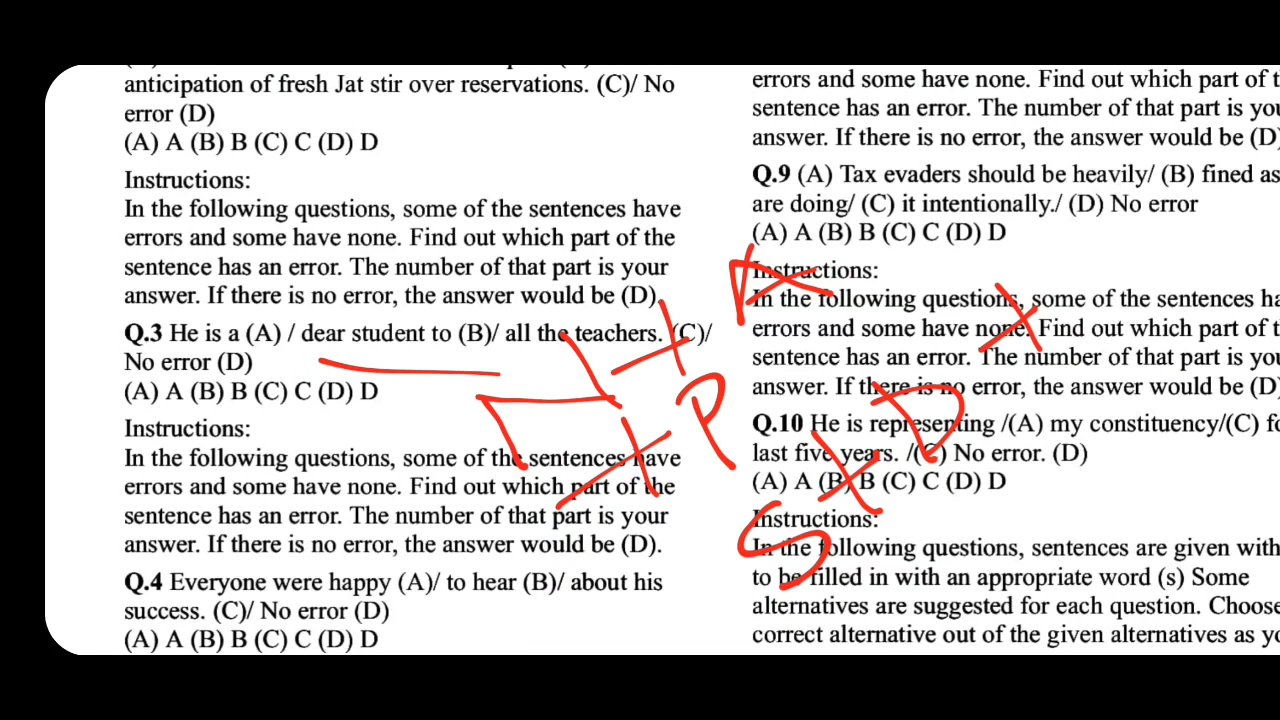 anticipation of fresh Jat stir over reservations. (C)/ No
error (D)
(A) A (B) B (C) C (D) D
Instructions:
In the following questions, some of the sentences have
errors and some have none. Find out which part of the
sentence has an error. The number of that part is your
answer. If there is no error, the answer would be (D).
Q.3 He is a (A) / dear student to (B)/ all the teachers. (C)/
No error (D)
(A) A (B) B (C) C (D) D
Instructions:
In the following questions, some of the sentences have
errors and some have none. Find out which part of the
sentence has an error. The number of that part is your
answer. If there is no error, the answer would be (D).
Q.4 Everyone were happy (A)/ to hear (B)/ about his
success. (C)/ No error (D)
(A) A (B) B (C) C (D) D
errors and some have none. Find out which part of t
sentence has an error. The number of that part is you
answer. If there is no error, the answer would be (D)
Q.9 (A) Tax evaders should be heavily/ (B) fined as
are doing/ (C) it intentionally./ (D) No error
(A) A (B) B (C) C (D) D
Instructions:
In the following questions, some of the sentences ha
errors and some have none. Find out which part of t
sentence has an error. The number of that part is you
answer. If there is no error, the answer would be (D)
Q.10 He is representing /(A) my constituency/(C) fo
last five years. /(C) No error. (D)
(A) A (B) B (C) C (D) D
Instructions:
In the following questions, sentences are given with
to be filled in with an appropriate word (s) Some
alternatives are suggested for each question. Choose
correct alternative out of the given alternatives as yo